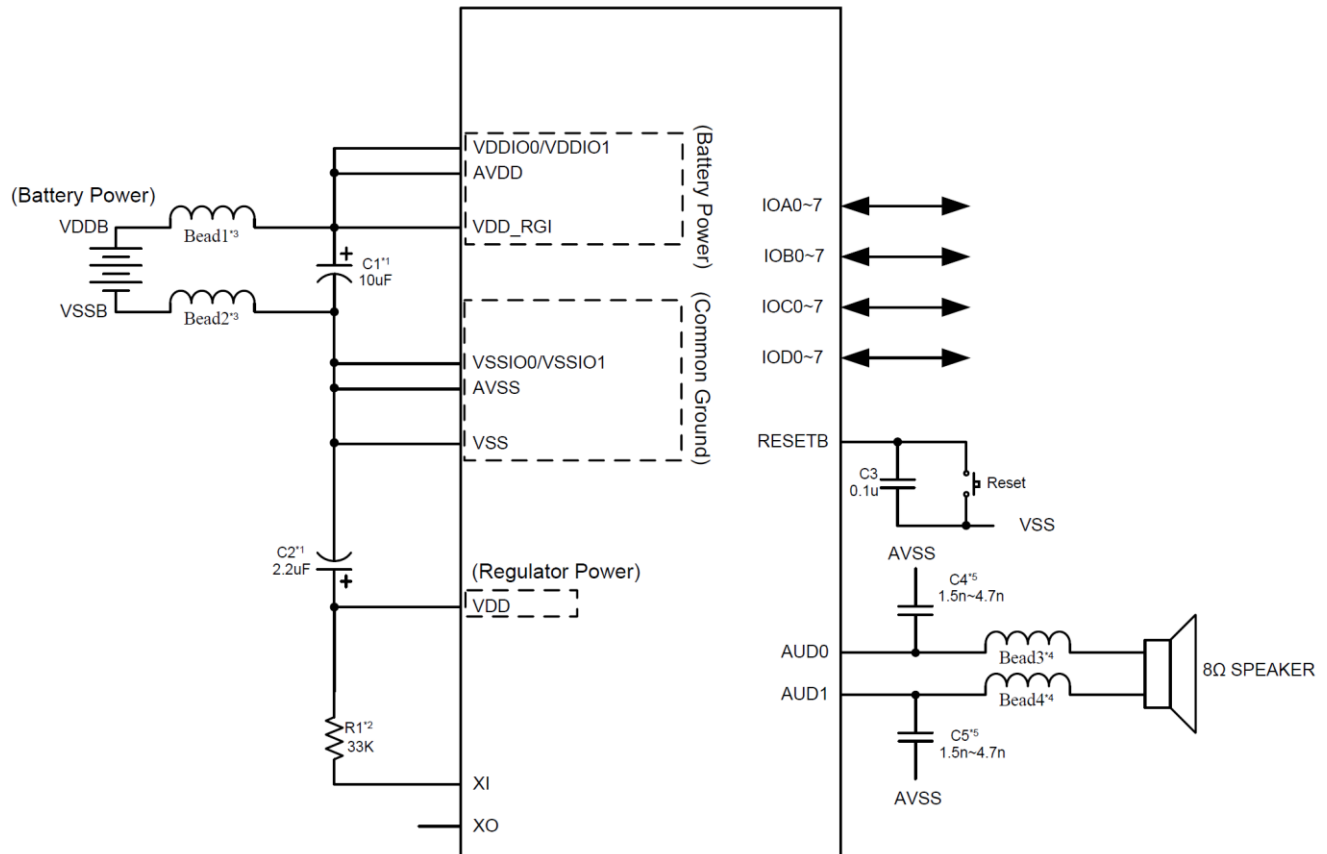 (Battery Power)
VDDB
Bead1*3
VSSB
Bead2*3
C1*1
10uF
C2*1
2.2uF
R1*2
33K
VDDIO0/VDDIO1
AVDD
VDD_RGI
(Battery Power)
VSSIO0/VSSIO1
AVSS
VSS
(Common Ground)
(Regulator Power)
VDD
XI
XO
IOA0~7
IOB0~7
IOC0~7
IOD0~7
RESETB
C3
0.1u
Reset
VSS
AVSS
C4*5
1.5n~4.7n
AUD0
Bead3*4
AUD1
Bead4*4
8Ω SPEAKER
C5*5
1.5n~4.7n
AVSS